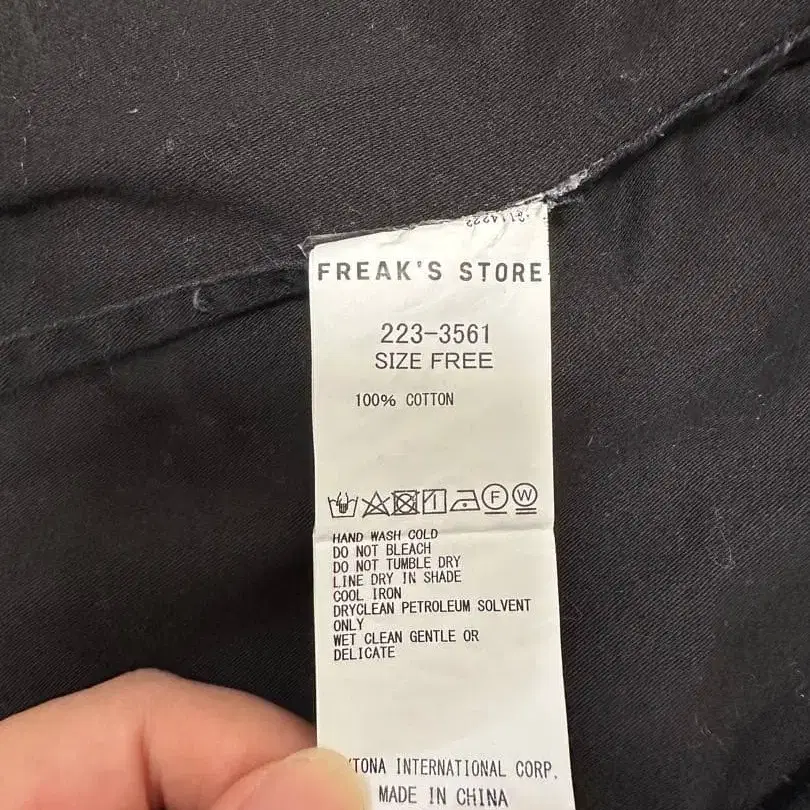 FREAK'S STORE
223-3561
SIZE FREE
100% COTTON
F W
HAND WASH COLD
DO NOT BLEACH
DO NOT TUMBLE DRY
LINE DRY IN SHADE
COOL IRON
DRYCLEAN PETROLEUM SOLVENT
ONLY
WET CLEAN GENTLE OR
DELICATE
INTERNATIONAL CORP.
MADE IN CHINA